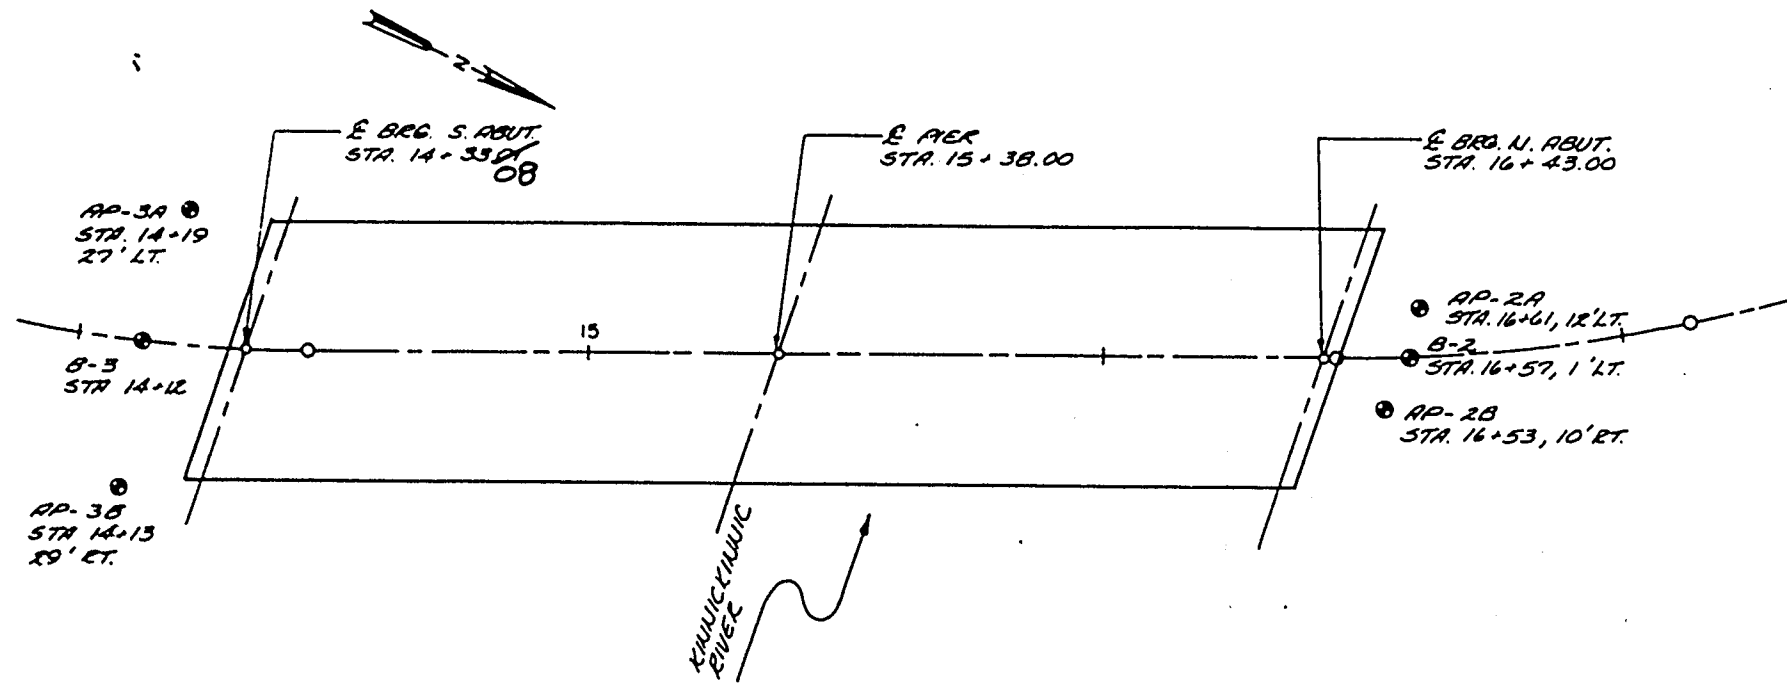 N
℄ BRG. S. ABUT.
STA. 14+33
08
℄ PIER
STA. 15+38.00
℄ BRG. N. ABUT.
STA. 16+43.00
AP-3A
STA. 14+19
27' LT.
15
B-3
STA 14+12
AP-2A
STA. 16+61, 12' LT.
B-2
STA. 16+57, 1' LT.
AP-2B
STA. 16+53, 10' RT.
AP-3B
STA 14+13
29' RT.
KINNICKINNIC
RIVER